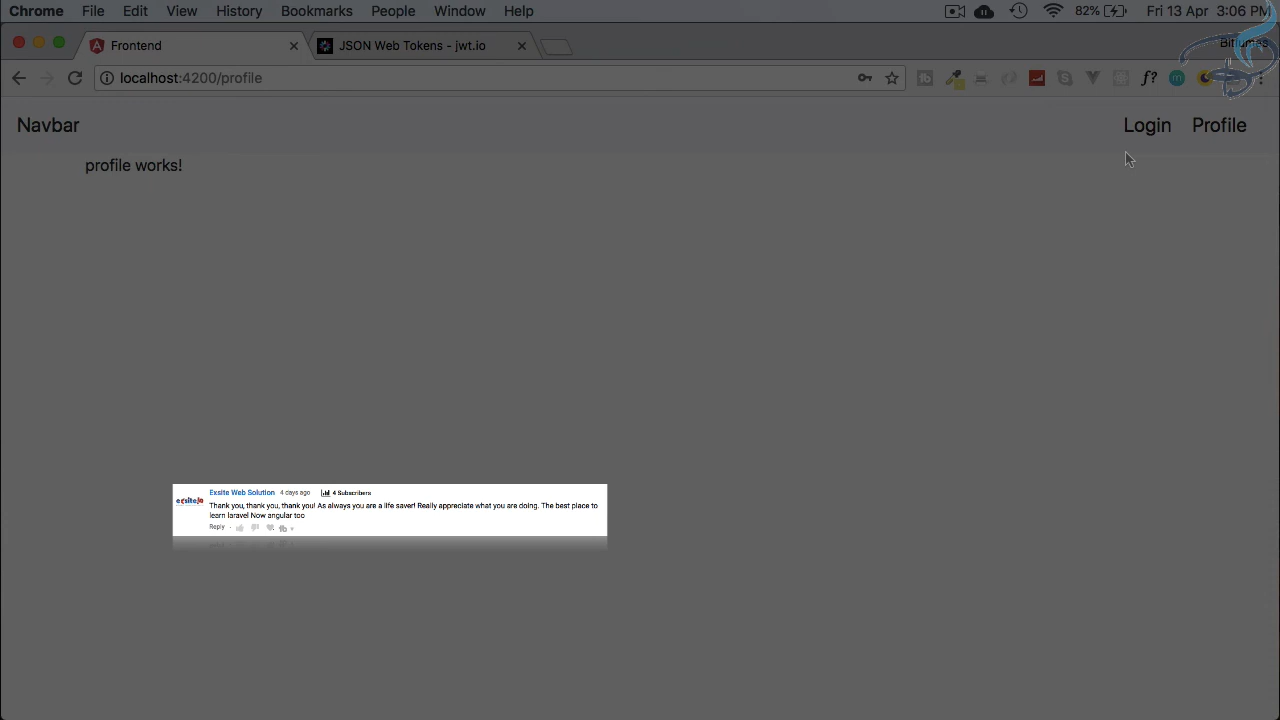 Chrome File Edit View History Bookmarks People Window Help 82% Fri 13 Apr 3:06 PM
Frontend JSON Web Tokens - jwt.io Bitfumes
localhost:4200/profile f?
Navbar Login Profile
profile works!
Exsite Web Solution 4 days ago 4 Subscribers
Thank you, thank you, thank you! As always you are a life saver! Really appreciate what you are doing. The best place to
learn laravel Now angular too
Reply